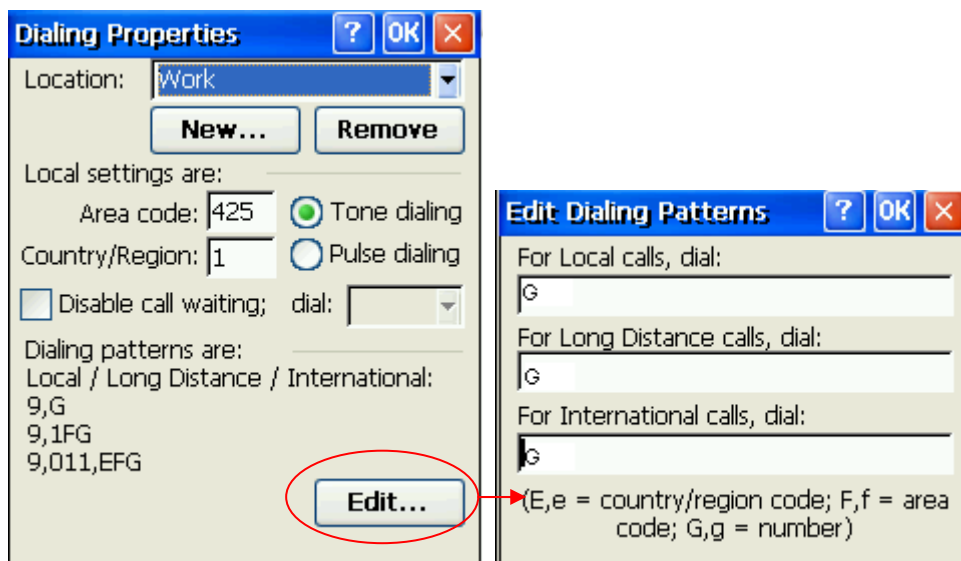 Dialing Properties ? OK ×
Location: Work
New... Remove
Local settings are:
Area code: 425 Tone dialing
Country/Region: 1 Pulse dialing
Disable call waiting; dial:
Dialing patterns are:
Local / Long Distance / International:
9,G
9,1FG
9,011,EFG
Edit...
Edit Dialing Patterns ? OK ×
For Local calls, dial:
G
For Long Distance calls, dial:
G
For International calls, dial:
G
(E,e = country/region code; F,f = area
code; G,g = number)